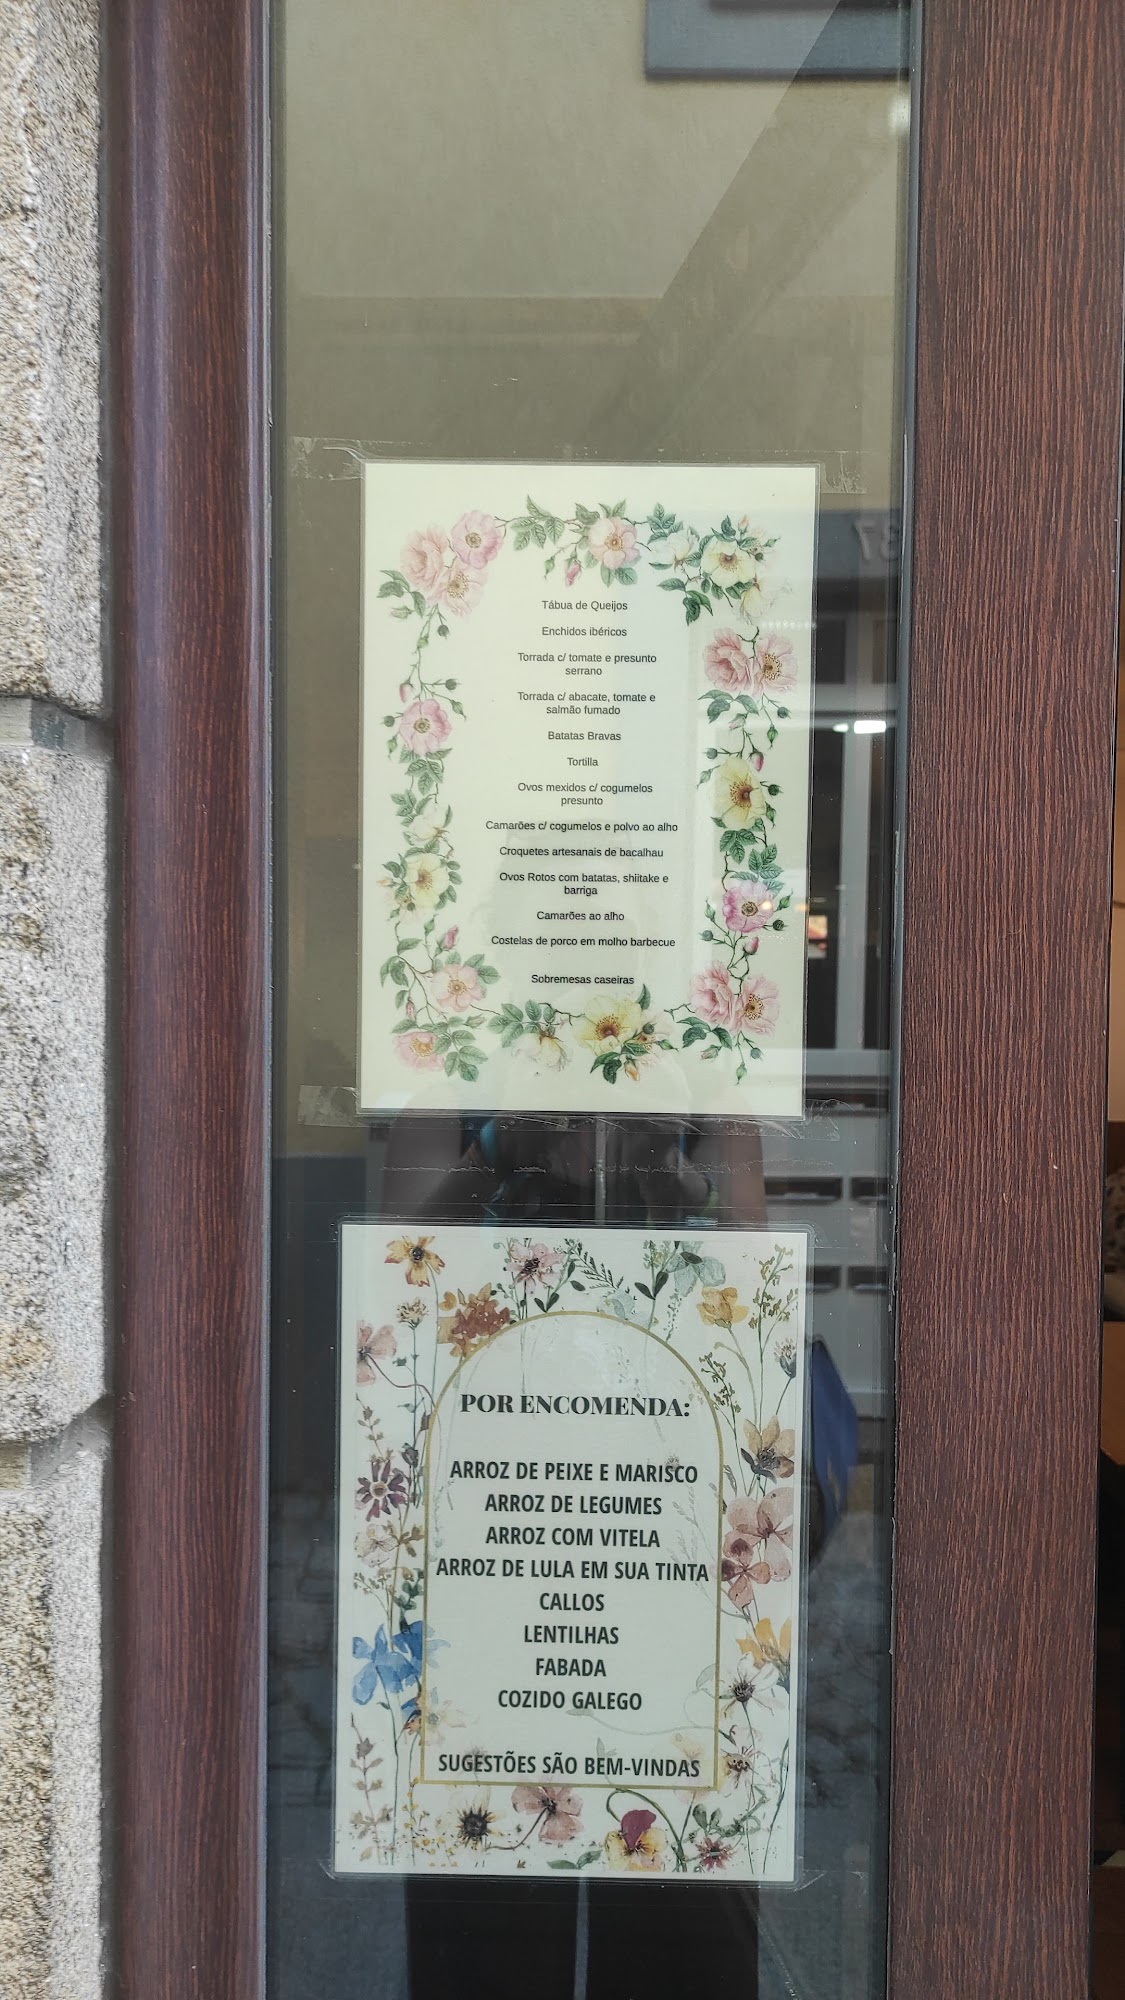 37
Tábua de Queijos
Enchidos ibéricos
Torrada c/ tomate e presunto
serrano
Torrada c/ abacate, tomate e
salmão fumado
Batatas Bravas
Tortilla
Ovos mexidos c/ cogumelos
presunto
Camarões c/ cogumelos e polvo ao alho
Croquetes artesanais de bacalhau
Ovos Rotos com batatas, shiitake e
barriga
Camarões ao alho
Costelas de porco em molho barbecue
Sobremesas caseiras
POR ENCOMENDA:
ARROZ DE PEIXE E MARISCO
ARROZ DE LEGUMES
ARROZ COM VITELA
ARROZ DE LULA EM SUA TINTA
CALLOS
LENTILHAS
FABADA
COZIDO GALEGO
SUGESTÕES SÃO BEM-VINDAS